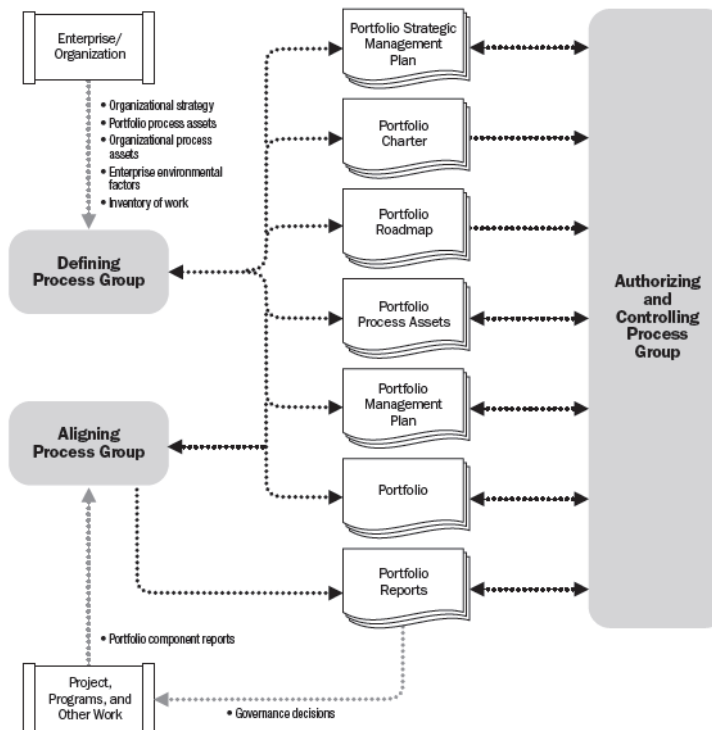 Enterprise/
Organization
• Organizational strategy
• Portfolio process assets
• Organizational process
assets
• Enterprise environmental
factors
• Inventory of work
Defining
Process Group
Aligning
Process Group
• Portfolio component reports
Project,
Programs, and
Other Work
• Governance decisions
Portfolio Strategic
Management
Plan
Portfolio
Charter
Portfolio
Roadmap
Portfolio
Process Assets
Portfolio
Management
Plan
Portfolio
Portfolio
Reports
Authorizing
and
Controlling
Process
Group